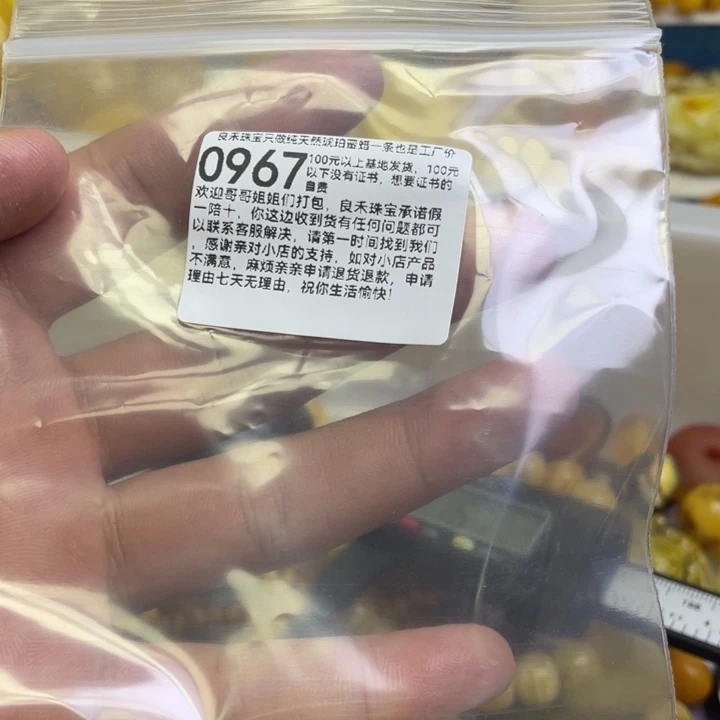 良禾珠宝只做纯天然琥珀蜜蜡一条也是工厂价
0967
100元以上基地发货，100元
以下没有证书，想要证书的
自费
欢迎哥哥姐姐们打包，良禾珠宝承诺假
一陪十，你这边收到货有任何问题都可
以联系客服解决，请第一时间找到我们
，感谢亲对小店的支持，如对小店产品
不满意，麻烦亲亲申请退货退款，申请
理由七天无理由，祝你生活愉快！